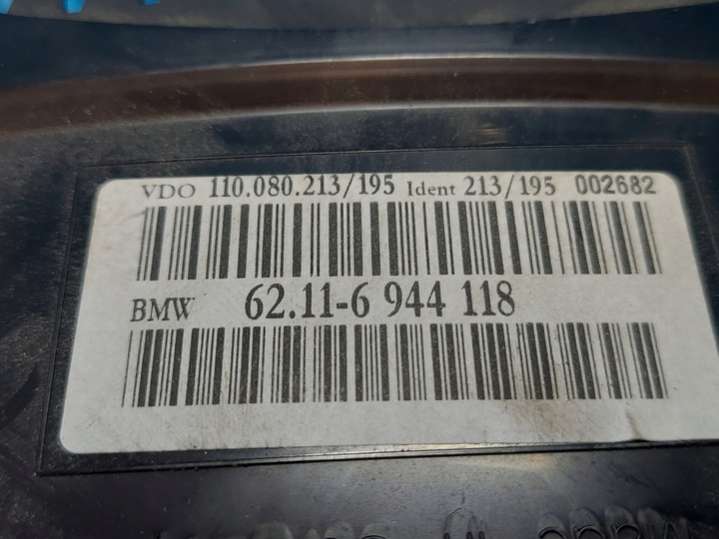 VDO 110.080.213/195 Ident 213/195 002682
BMW 62.11-6 944 118